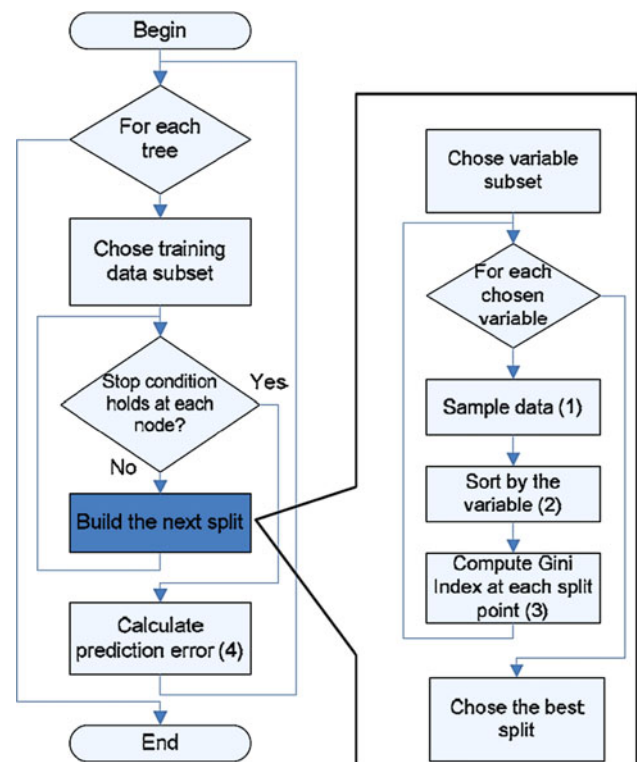 Begin
For each
tree
Chose training
data subset
Stop condition
holds at each
node?
Yes
No
Build the next split
Calculate
prediction error (4)
End
Chose variable
subset
For each
chosen
variable
Sample data (1)
Sort by the
variable (2)
Compute Gini
Index at each split
point (3)
Chose the best
split